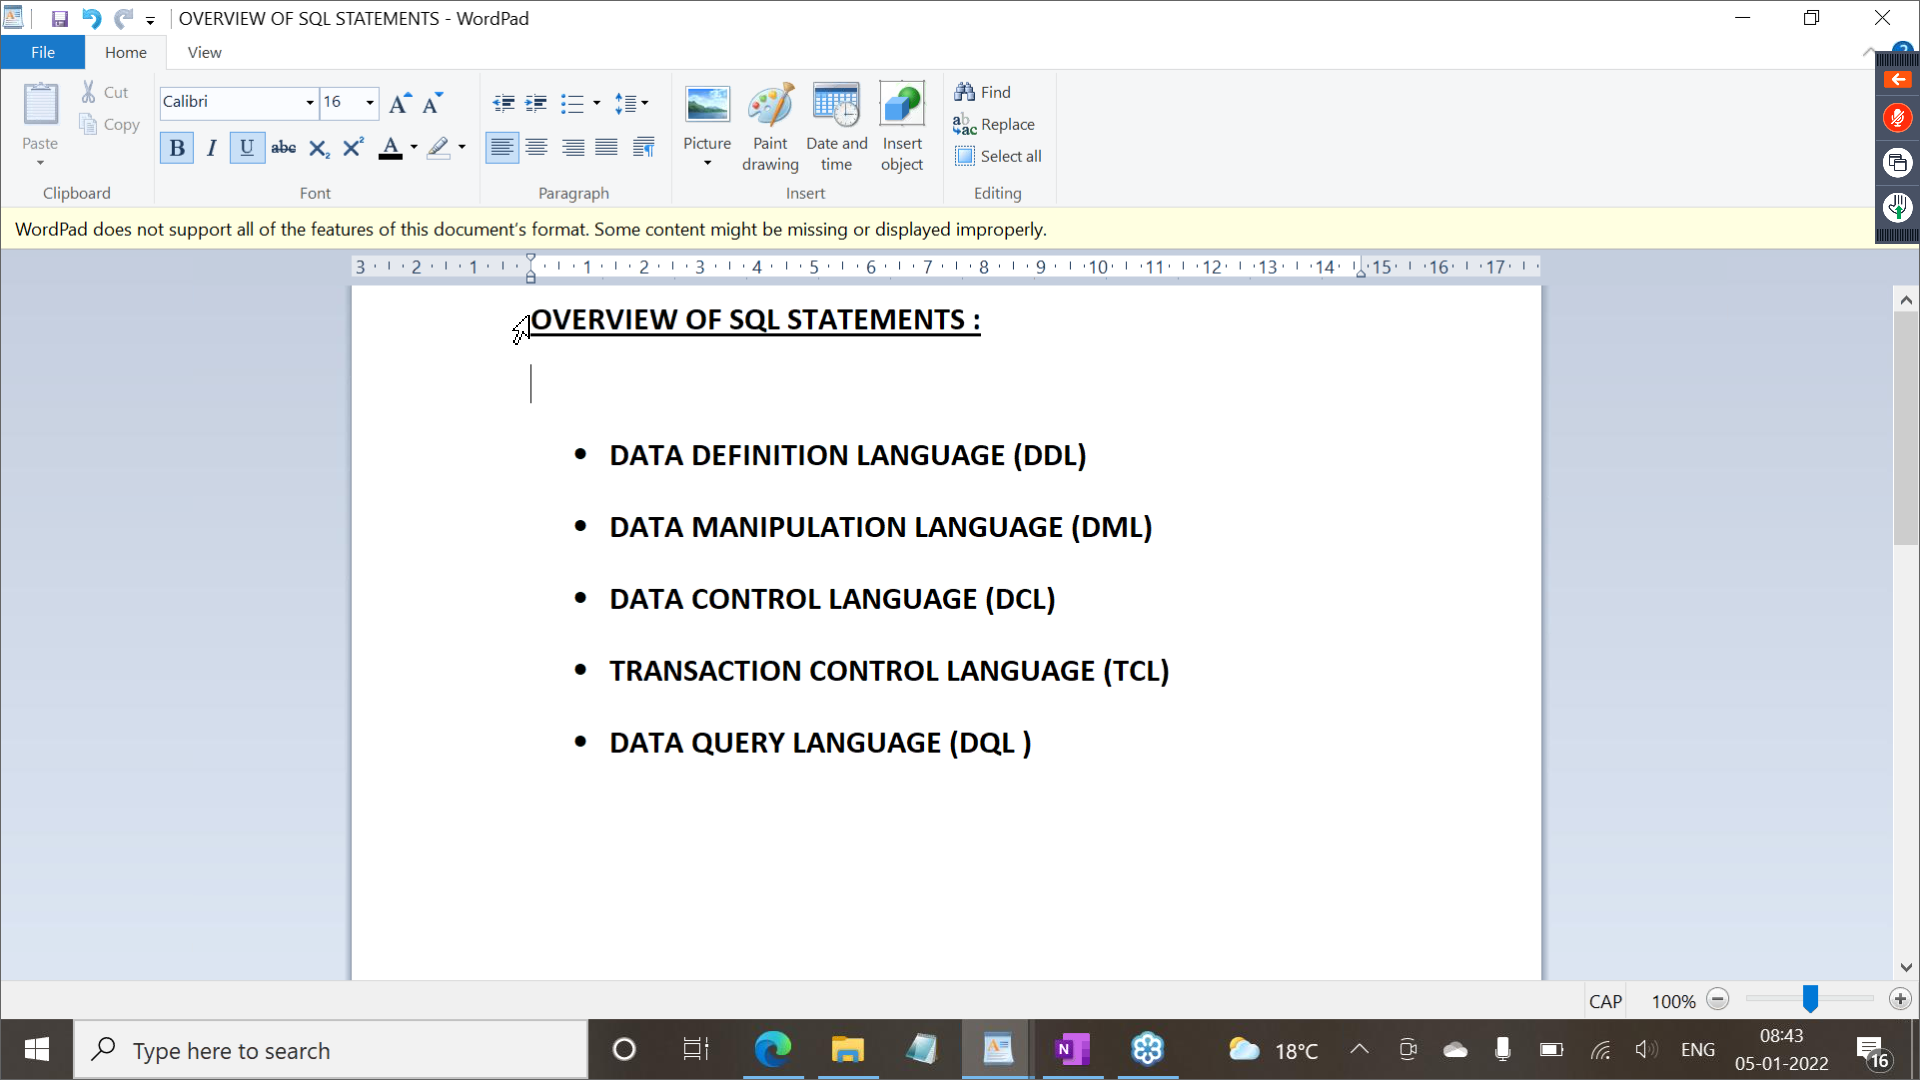 OVERVIEW OF SQL STATEMENTS - WordPad
File Home View
Paste
Cut
Copy
Clipboard
Calibri 16
B I U abc X₂ X² A
Font
Paragraph
Picture
Paint drawing
Date and time
Insert object
Insert
Find
Replace
Select all
Editing
WordPad does not support all of the features of this document's format. Some content might be missing or displayed improperly.
3 2 1 1 2 3 4 5 6 7 8 9 10 11 12 13 14 15 16 17
OVERVIEW OF SQL STATEMENTS :
• DATA DEFINITION LANGUAGE (DDL)
• DATA MANIPULATION LANGUAGE (DML)
• DATA CONTROL LANGUAGE (DCL)
• TRANSACTION CONTROL LANGUAGE (TCL)
• DATA QUERY LANGUAGE (DQL )
CAP 100%
Type here to search
N
18°C
ENG
08:43
05-01-2022
16